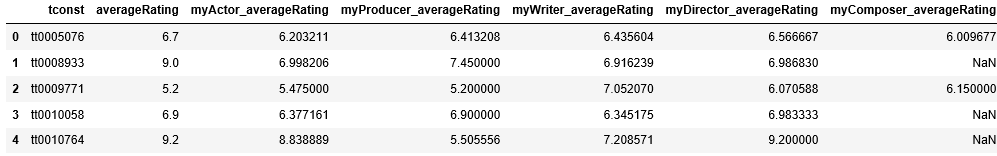 tconst averageRating myActor_averageRating myProducer_averageRating myWriter_averageRating myDirector_averageRating myComposer_averageRating
0 tt0005076 6.7 6.203211 6.413208 6.435604 6.566667 6.009677
1 tt0008933 9.0 6.998206 7.450000 6.916239 6.986830 NaN
2 tt0009771 5.2 5.475000 5.200000 7.052070 6.070588 6.150000
3 tt0010058 6.9 6.377161 6.900000 6.345175 6.983333 NaN
4 tt0010764 9.2 8.838889 5.505556 7.208571 9.200000 NaN